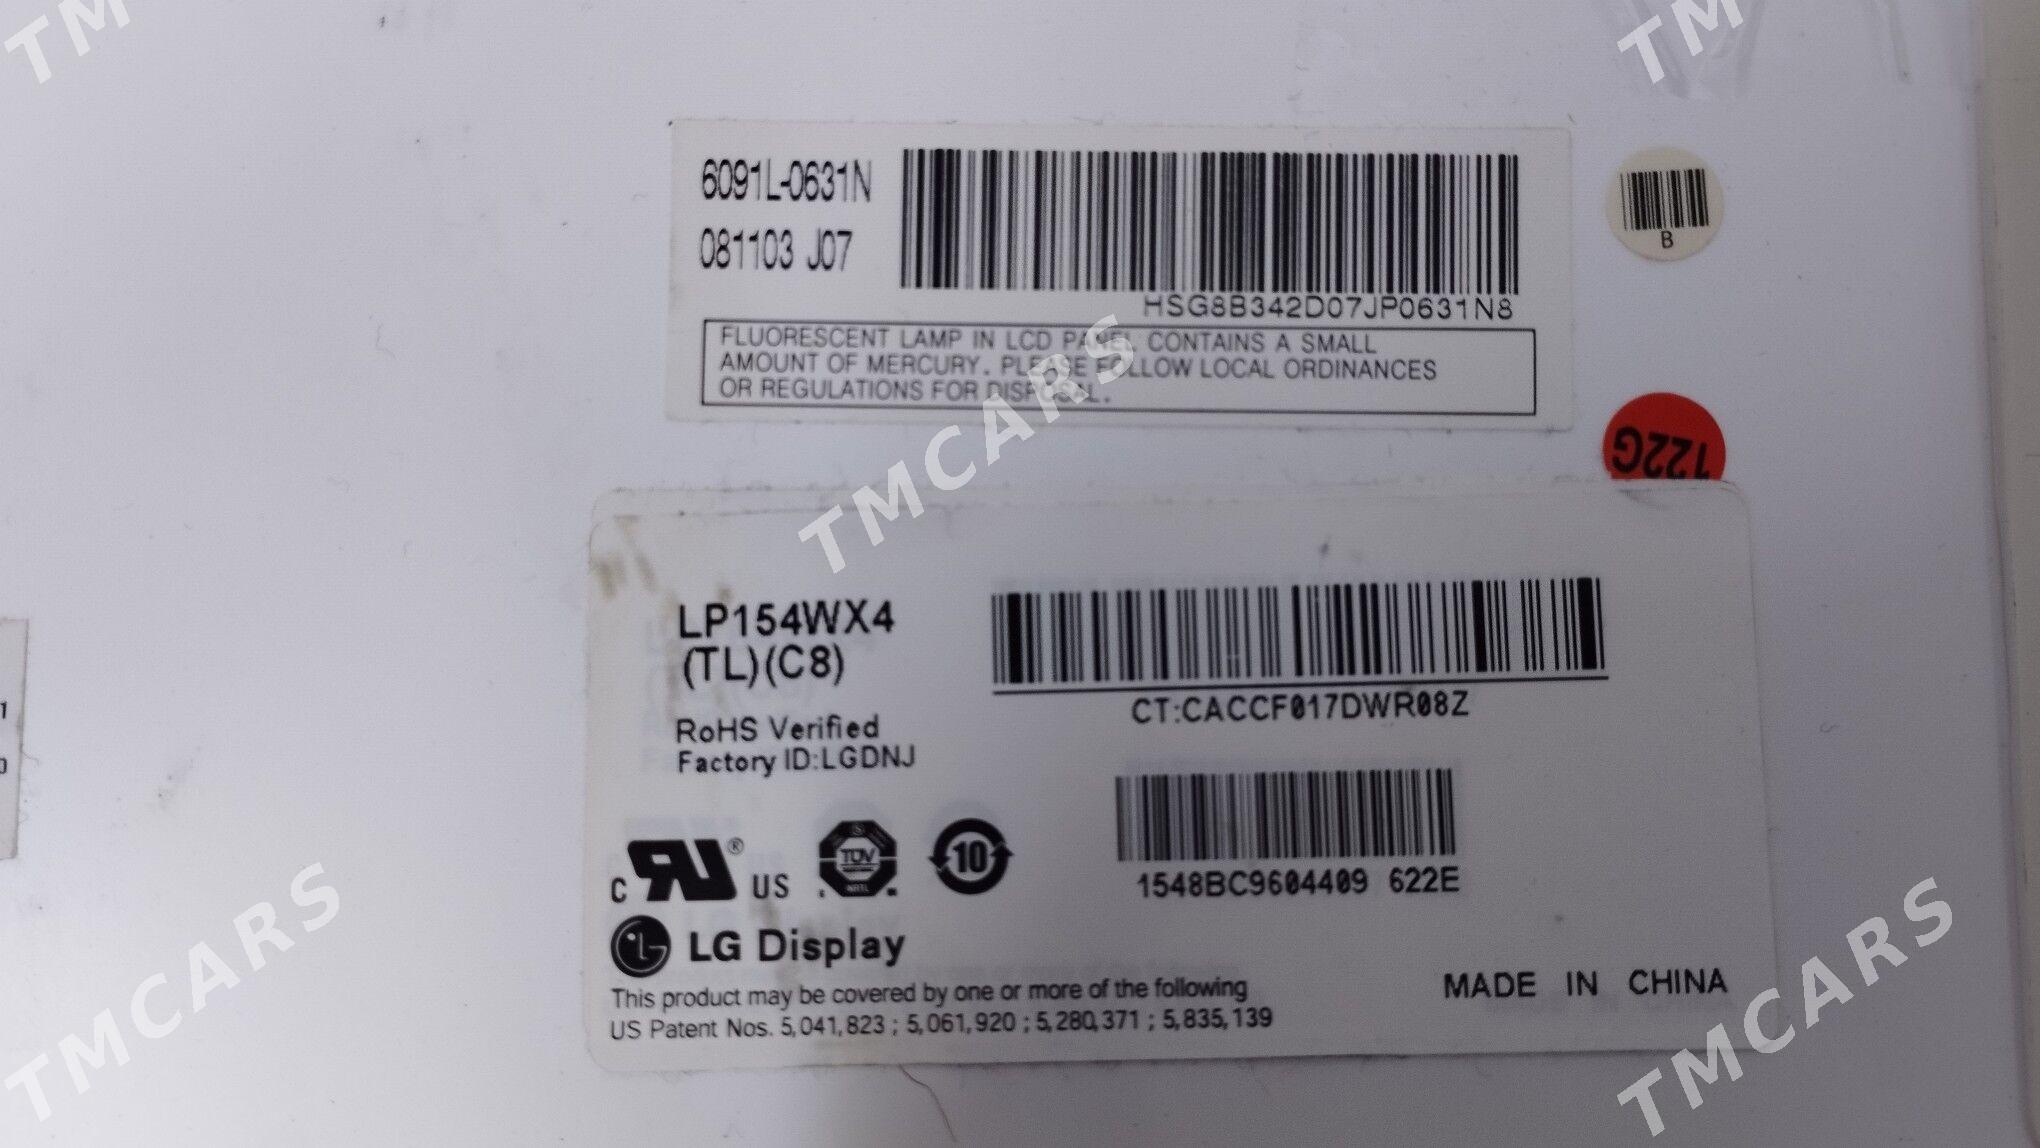 6091L-0631N
081103 J07
HSG8B342D07JP0631N8
B
FLUORESCENT LAMP IN LCD PANEL CONTAINS A SMALL
AMOUNT OF MERCURY. PLEASE FOLLOW LOCAL ORDINANCES
OR REGULATIONS FOR DISPOSAL.
122G
LP154WX4
(TL)(C8)
CT:CACCF017DWR08Z
RoHS Verified
Factory ID:LGDNJ
1548BC9604409 622E
C RU ® US
TÜV
10
LG Display
MADE IN CHINA
This product may be covered by one or more of the following
US Patent Nos. 5,041,823 ; 5,061,920 ; 5,280,371 ; 5,835,139
1
TMCARS
TMCARS
TMCARS
TM
TM